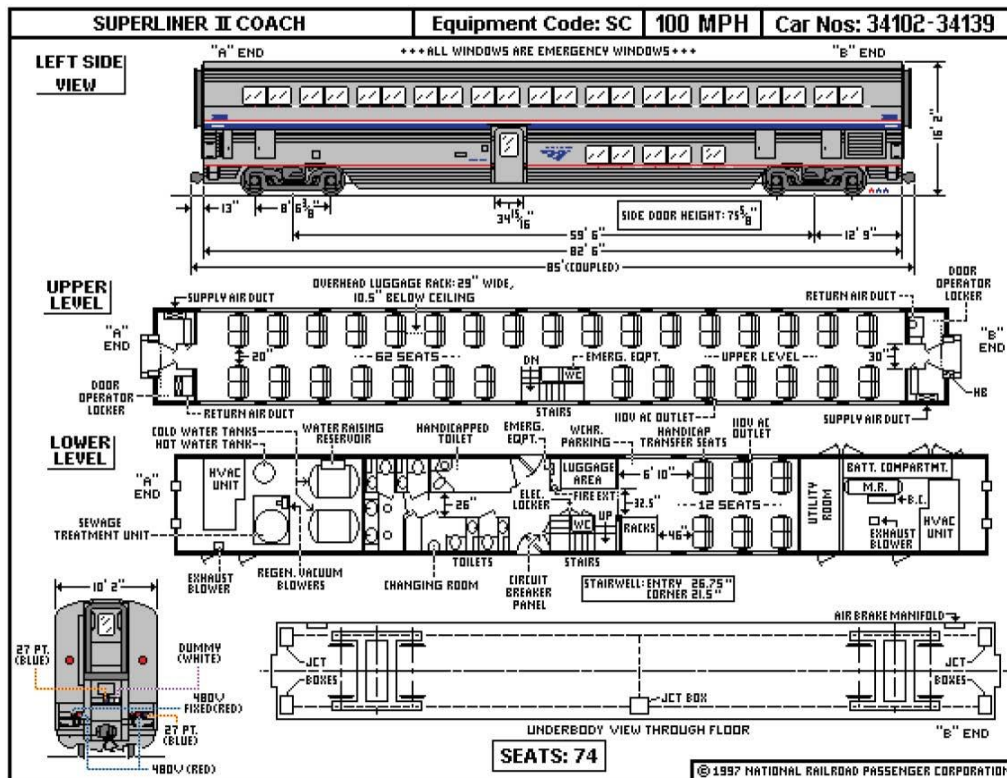 SUPERLINER II COACH
Equipment Code: SC
100 MPH
Car Nos: 34102-34139
"A" END
+++ALL WINDOWS ARE EMERGENCY WINDOWS+++
"B" END
LEFT SIDE
VIEW
16' 2"
13"
8' 6 3/8"
34 15/16"
SIDE DOOR HEIGHT: 75 5/8"
59' 6"
12' 9"
82' 6"
85' (COUPLED)
UPPER
LEVEL
SUPPLY AIR DUCT
OVERHEAD LUGGAGE RACK: 29" WIDE,
10.5" BELOW CEILING
RETURN AIR DUCT
DOOR
OPERATOR
LOCKER
"A"
END
"B"
END
20"
62 SEATS
DN
EMERG. EQPT.
WC
UPPER LEVEL
30"
DOOR
OPERATOR
LOCKER
RETURN AIR DUCT
STAIRS
110V AC OUTLET
SUPPLY AIR DUCT
HB
LOWER
LEVEL
COLD WATER TANKS
HOT WATER TANK
WATER RAISING
RESERVOIR
HANDICAPPED
TOILET
EMERG.
EQPT.
WCHR.
PARKING
HANDICAP
TRANSFER SEATS
110V AC
OUTLET
"A"
END
HVAC
UNIT
LUGGAGE
AREA
6' 10"
BATT. COMPARTMT.
M.R.
B.C.
26"
ELEC.
LOCKER
FIRE EXT.
32.5"
12 SEATS
UTILITY
ROOM
SEWAGE
TREATMENT UNIT
WC
UP
RACKS
46"
EXHAUST
BLOWER
HVAC
UNIT
EXHAUST
BLOWER
REGEN. VACUUM
BLOWERS
TOILETS
CHANGING ROOM
CIRCUIT
BREAKER
PANEL
STAIRS
STAIRWELL: ENTRY 26.75"
CORNER 21.5"
10' 2"
27 PT.
(BLUE)
DUMMY
(WHITE)
480V
FIXED(RED)
27 PT.
(BLUE)
480V (RED)
AIR BRAKE MANIFOLD
JCT
BOXES
JCT BOX
JCT
BOXES
UNDERBODY VIEW THROUGH FLOOR
"B" END
SEATS: 74
© 1997 NATIONAL RAILROAD PASSENGER CORPORATION